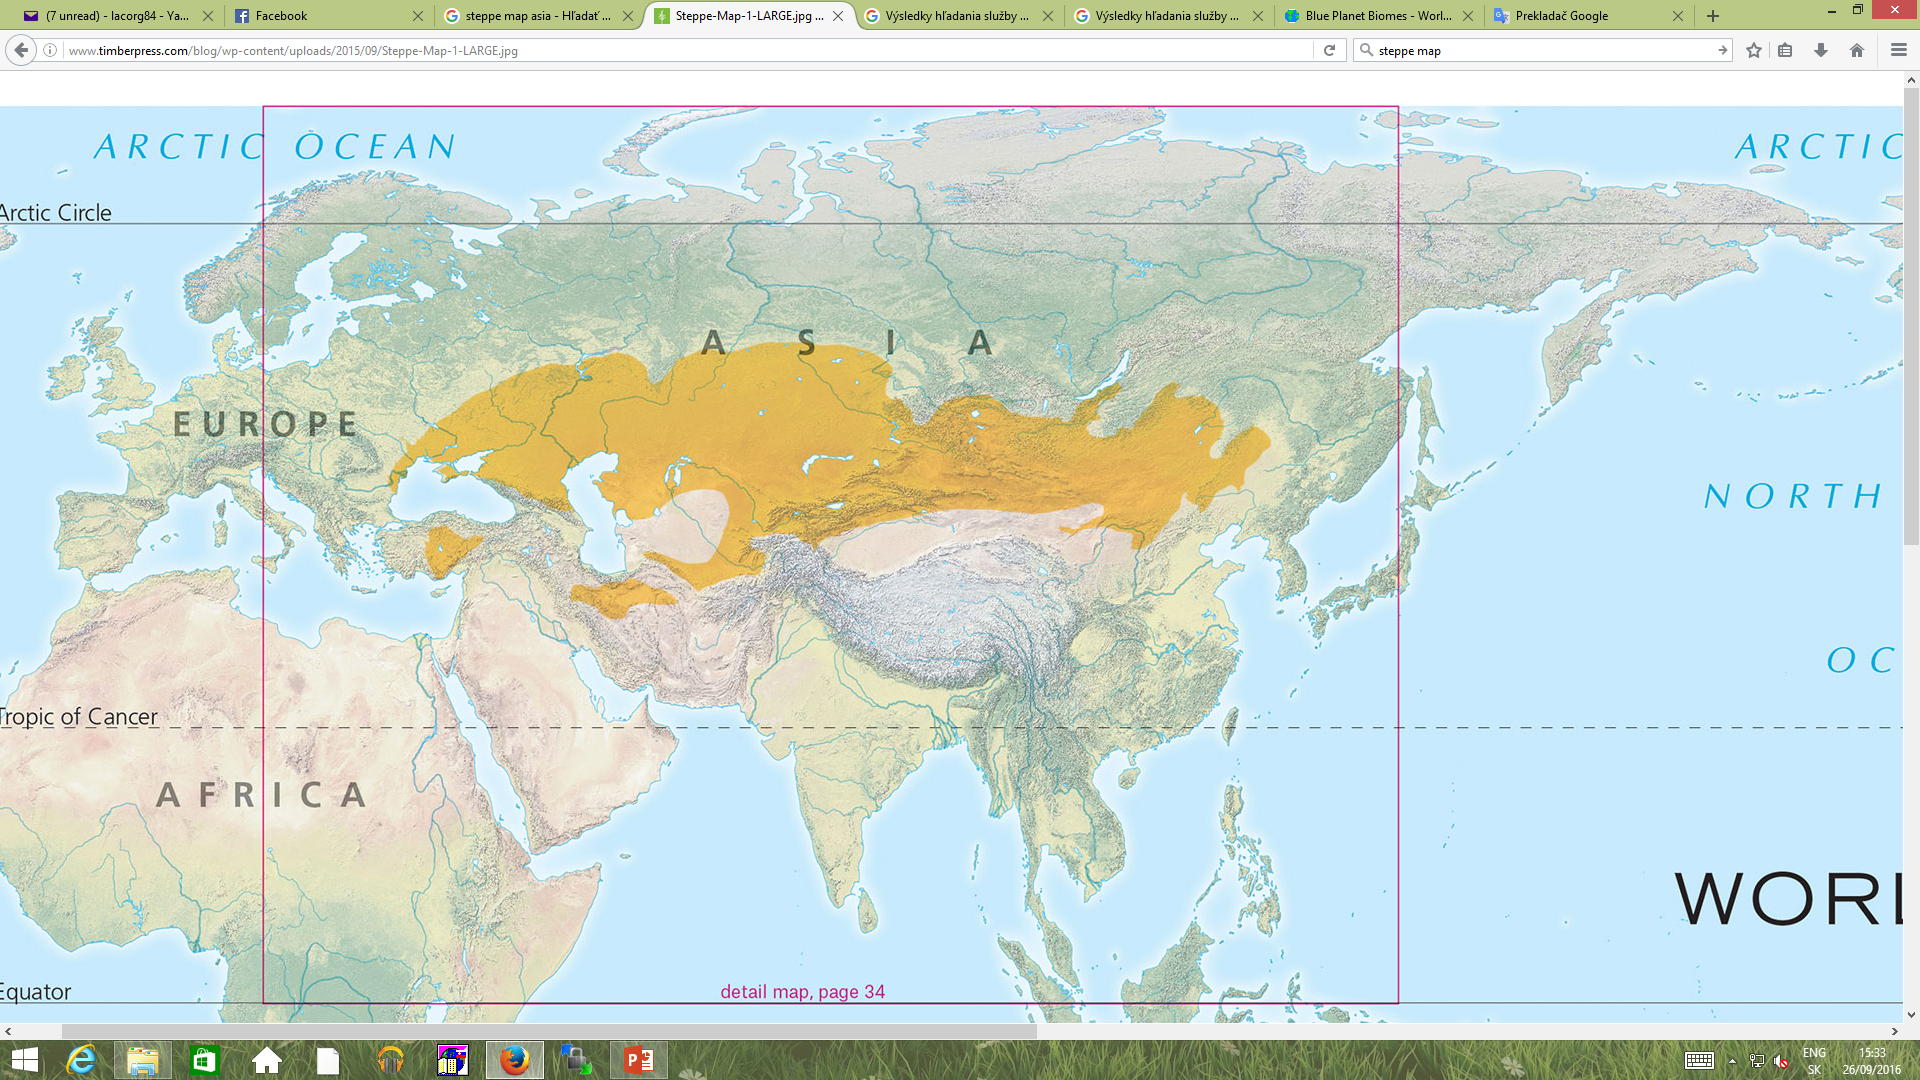 (7 unread) - lacorg84 - Ya...
Facebook
steppe map asia - Hľadať ...
Steppe-Map-1-LARGE.jpg ...
Výsledky hľadania služby ...
Výsledky hľadania služby ...
Blue Planet Biomes - Worl...
Prekladač Google
www.timberpress.com/blog/wp-content/uploads/2015/09/Steppe-Map-1-LARGE.jpg
steppe map
ARCTIC OCEAN
ARCTIC
Arctic Circle
ASIA
EUROPE
NORTH
OC
Tropic of Cancer
AFRICA
WORL
Equator
detail map, page 34
ENG
SK
15:33
26/09/2016